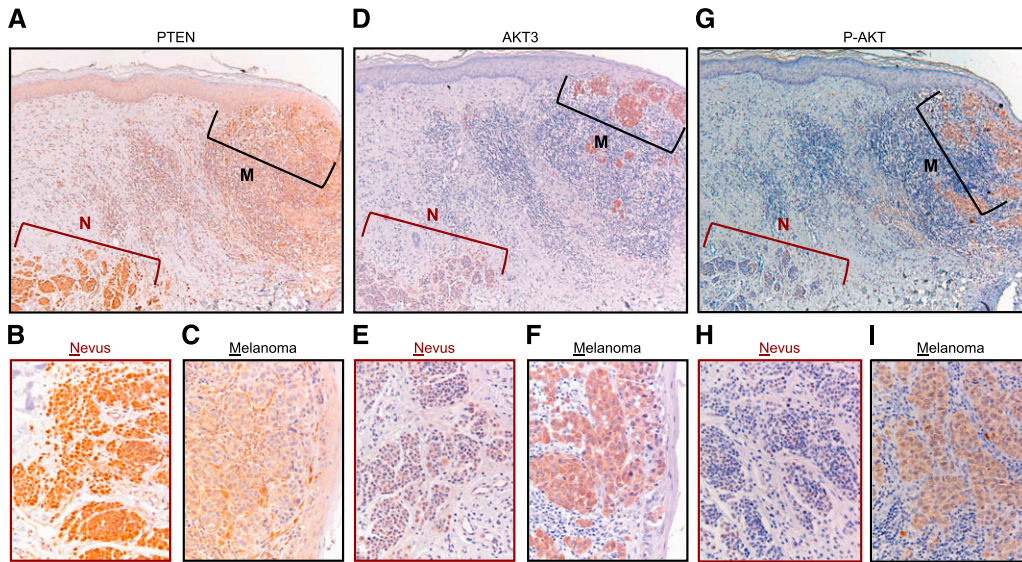 A
D
G
PTEN
AKT3
P-AKT
M
N
M
N
M
N
B
C
E
F
H
I
Nevus
Melanoma
Nevus
Melanoma
Nevus
Melanoma